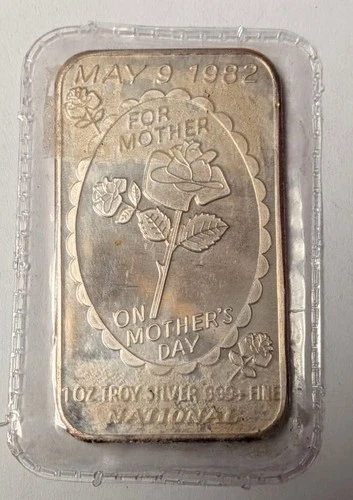 MAY 9 1982
FOR
MOTHER
ON
MOTHER'S
DAY
1 OZ. TROY SILVER 999+ FINE
NATIONAL